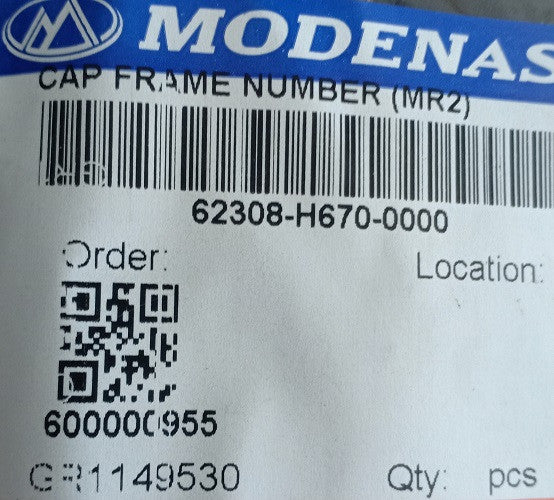 MODENAS
CAP FRAME NUMBER (MR2)
62308-H670-0000
Order:
Location:
600000955
GR1149530
Qty: pcs